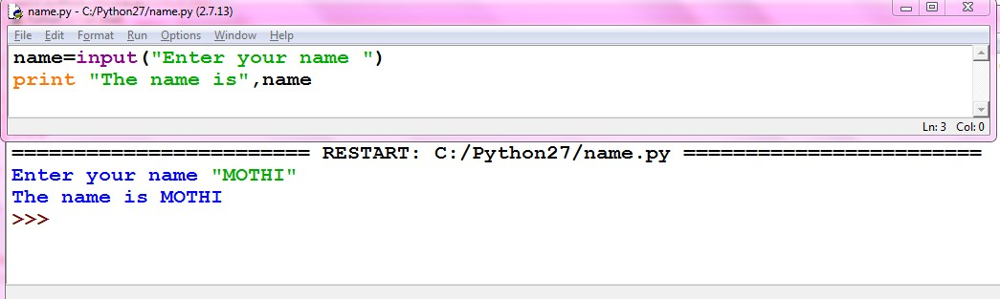 name.py - C:/Python27/name.py (2.7.13)
File Edit Format Run Options Window Help
name=input("Enter your name ")
print "The name is",name
Ln: 3 Col: 0
======================== RESTART: C:/Python27/name.py ========================
Enter your name "MOTHI"
The name is MOTHI
>>>